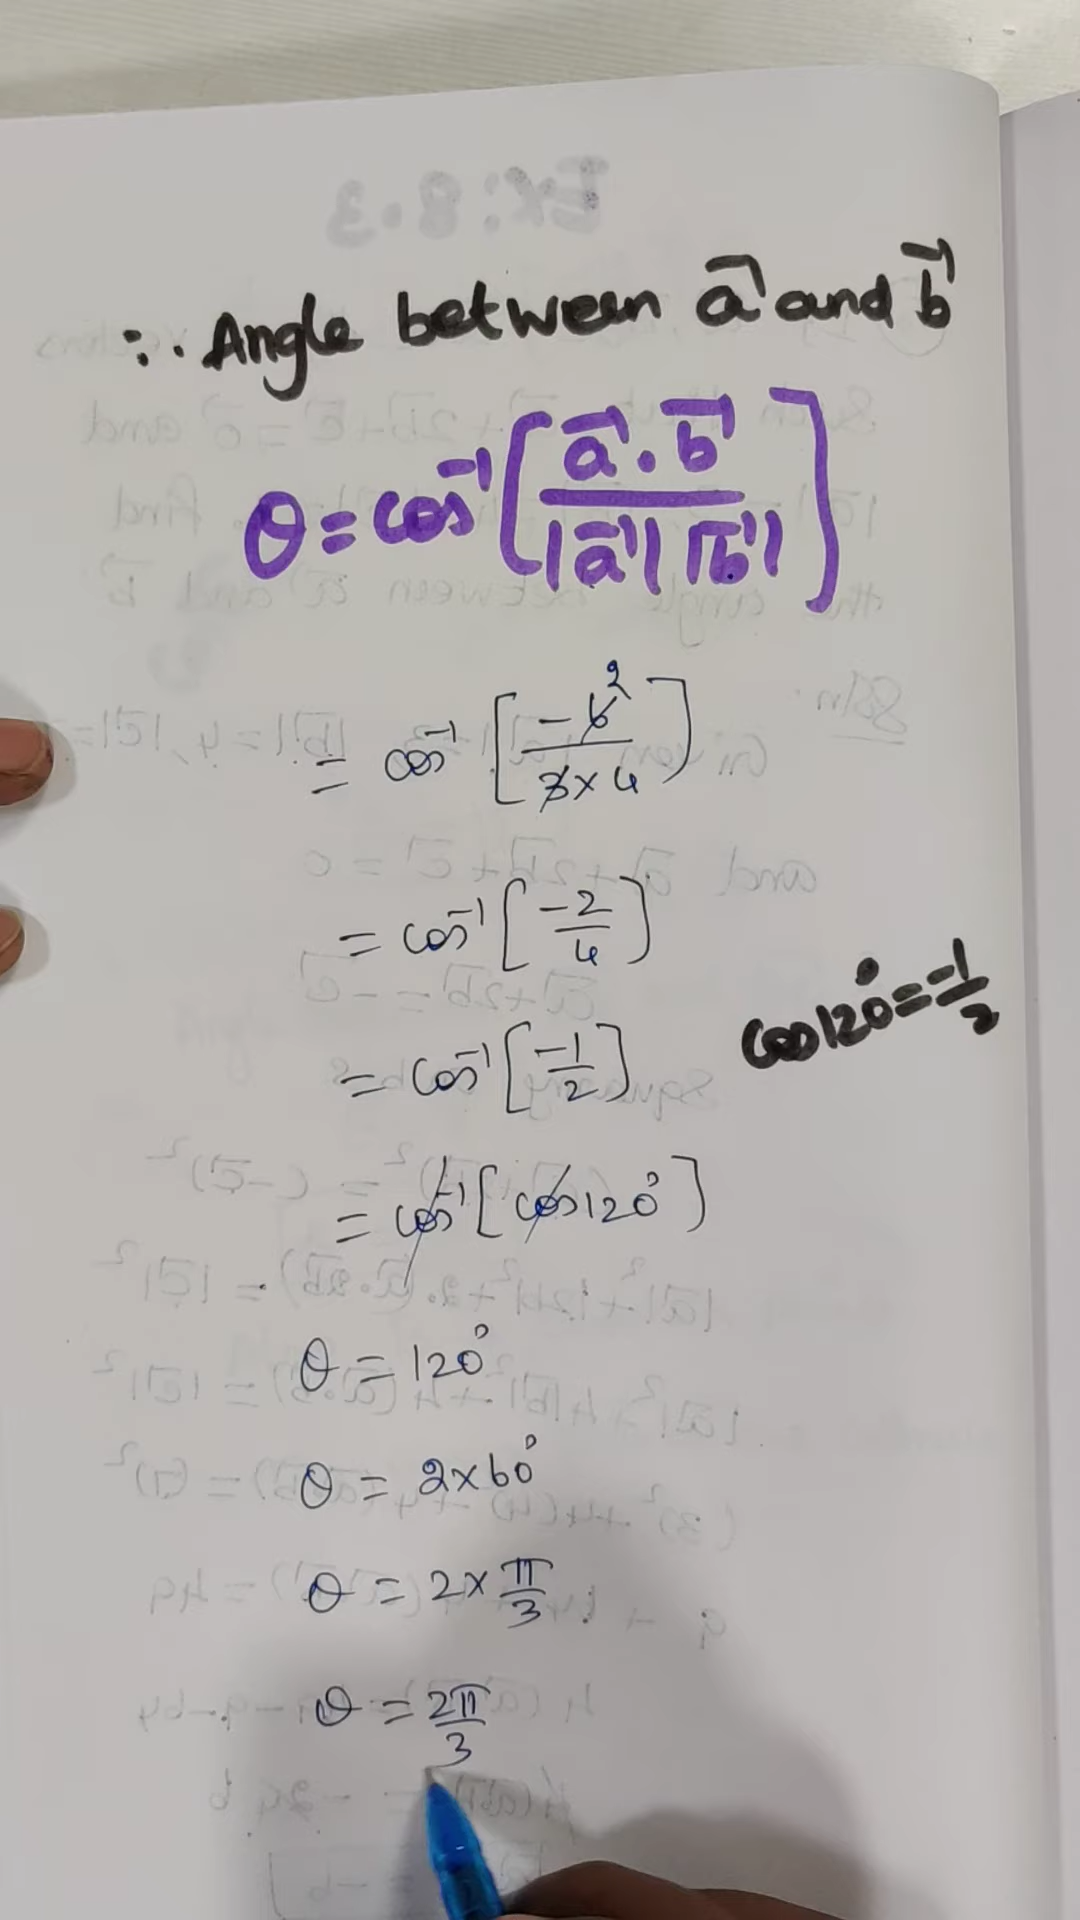 ∴ Angle between a⃗ and b⃗
θ = cos⁻¹ [ a⃗ . b⃗ / |a⃗| |b⃗| ]
= cos⁻¹ [ -6 2 / 3 × 4 ]
= cos⁻¹ [ -2 / 4 ]
cos 120° = -1/2
= cos⁻¹ [ -1 / 2 ]
= cos⁻¹ [ cos 120° ]
θ = 120°
θ = 2 × 60°
θ = 2 × π/3
θ = 2π/3